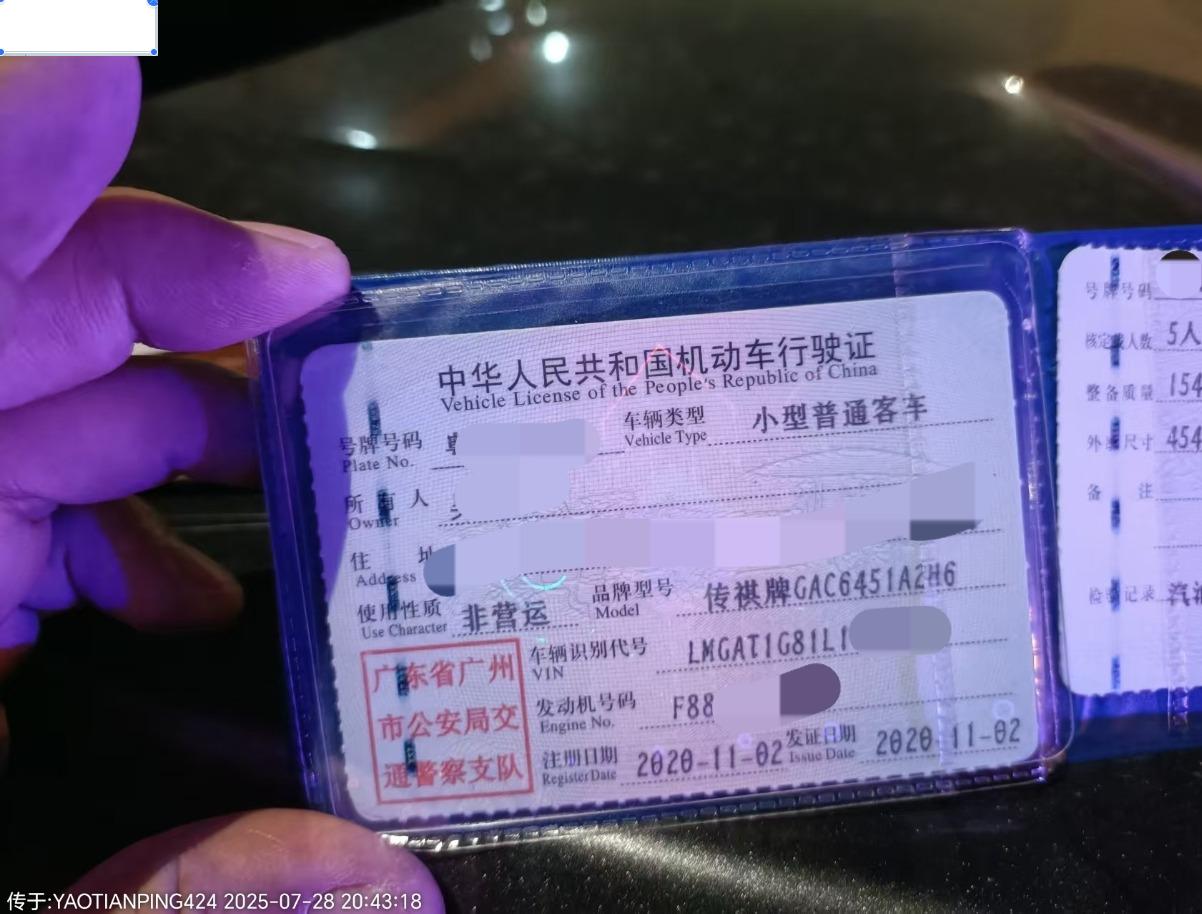 中华人民共和国机动车行驶证
Vehicle License of the People's Republic of China
号牌号码
Plate No.
车辆类型 小型普通客车
Vehicle Type
所有人
Owner
住址
Address
使用性质 非营运
Use Character
品牌型号 传祺牌GAC6451A2H6
Model
车辆识别代号 LMGAT1G81L1
VIN
发动机号码 F88
Engine No.
注册日期 2020-11-02
Register Date
发证日期 2020-11-02
Issue Date
广东省广州
市公安局交
通警察支队
号牌号码
核定载人数 5人
整备质量 154
外廓尺寸 454
备注
检验记录 汽油
传于:YAOTIANPING424 2025-07-28 20:43:18